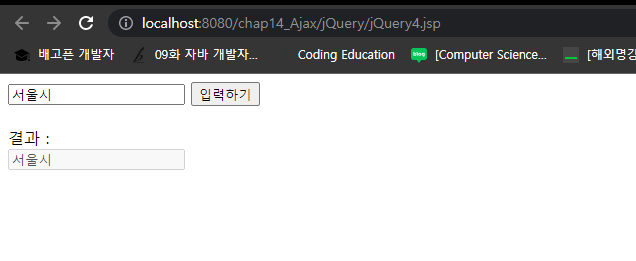 localhost:8080/chap14_Ajax/jQuery/jQuery4.jsp
배고픈 개발자 09화 자바 개발자... Coding Education blog [Computer Science... [해외명강
서울시 입력하기
결과 :
서울시